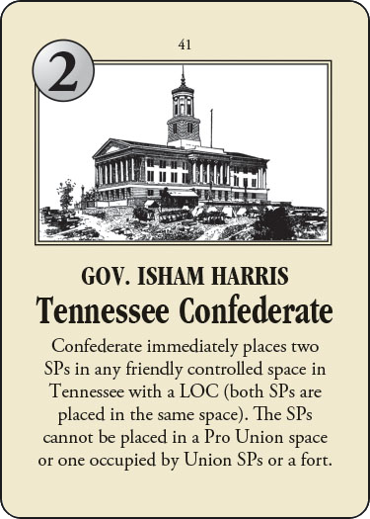 41
2
GOV. ISHAM HARRIS
Tennessee Confederate
Confederate immediately places two
SPs in any friendly controlled space in
Tennessee with a LOC (both SPs are
placed in the same space). The SPs
cannot be placed in a Pro Union space
or one occupied by Union SPs or a fort.